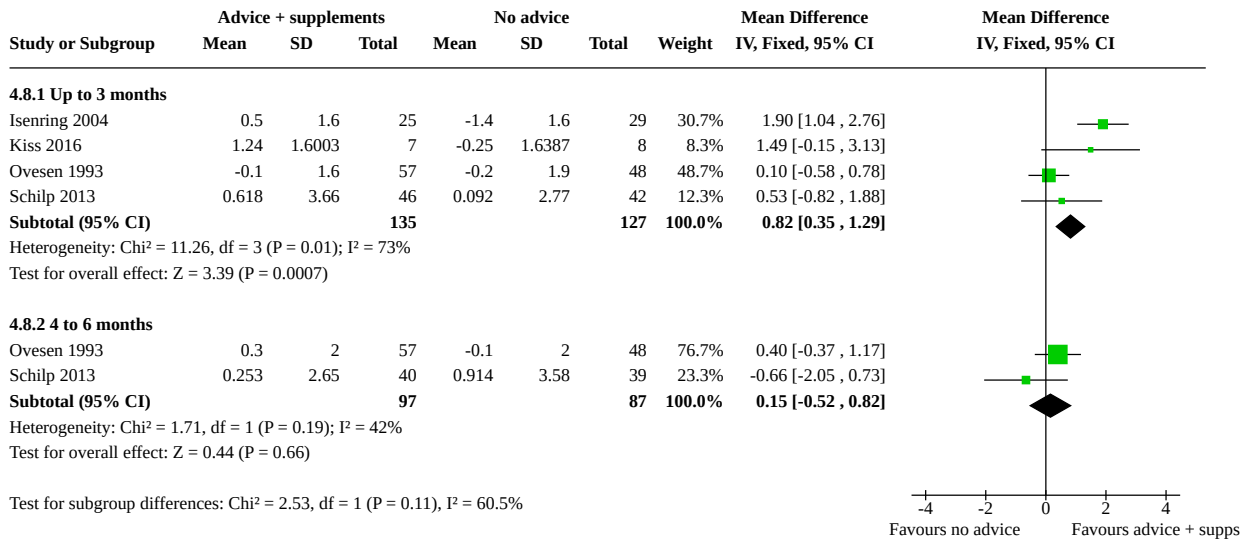 Advice + supplements No advice Mean Difference Mean Difference
Study or Subgroup Mean SD Total Mean SD Total Weight IV, Fixed, 95% CI IV, Fixed, 95% CI
4.8.1 Up to 3 months
Isenring 2004 0.5 1.6 25 -1.4 1.6 29 30.7% 1.90 [1.04 , 2.76]
Kiss 2016 1.24 1.6003 7 -0.25 1.6387 8 8.3% 1.49 [-0.15 , 3.13]
Ovesen 1993 -0.1 1.6 57 -0.2 1.9 48 48.7% 0.10 [-0.58 , 0.78]
Schilp 2013 0.618 3.66 46 0.092 2.77 42 12.3% 0.53 [-0.82 , 1.88]
Subtotal (95% CI) 135 127 100.0% 0.82 [0.35 , 1.29]
Heterogeneity: Chi² = 11.26, df = 3 (P = 0.01); I² = 73%
Test for overall effect: Z = 3.39 (P = 0.0007)
4.8.2 4 to 6 months
Ovesen 1993 0.3 2 57 -0.1 2 48 76.7% 0.40 [-0.37 , 1.17]
Schilp 2013 0.253 2.65 40 0.914 3.58 39 23.3% -0.66 [-2.05 , 0.73]
Subtotal (95% CI) 97 87 100.0% 0.15 [-0.52 , 0.82]
Heterogeneity: Chi² = 1.71, df = 1 (P = 0.19); I² = 42%
Test for overall effect: Z = 0.44 (P = 0.66)
Test for subgroup differences: Chi² = 2.53, df = 1 (P = 0.11), I² = 60.5%
-4 -2 0 2 4
Favours no advice Favours advice + supps